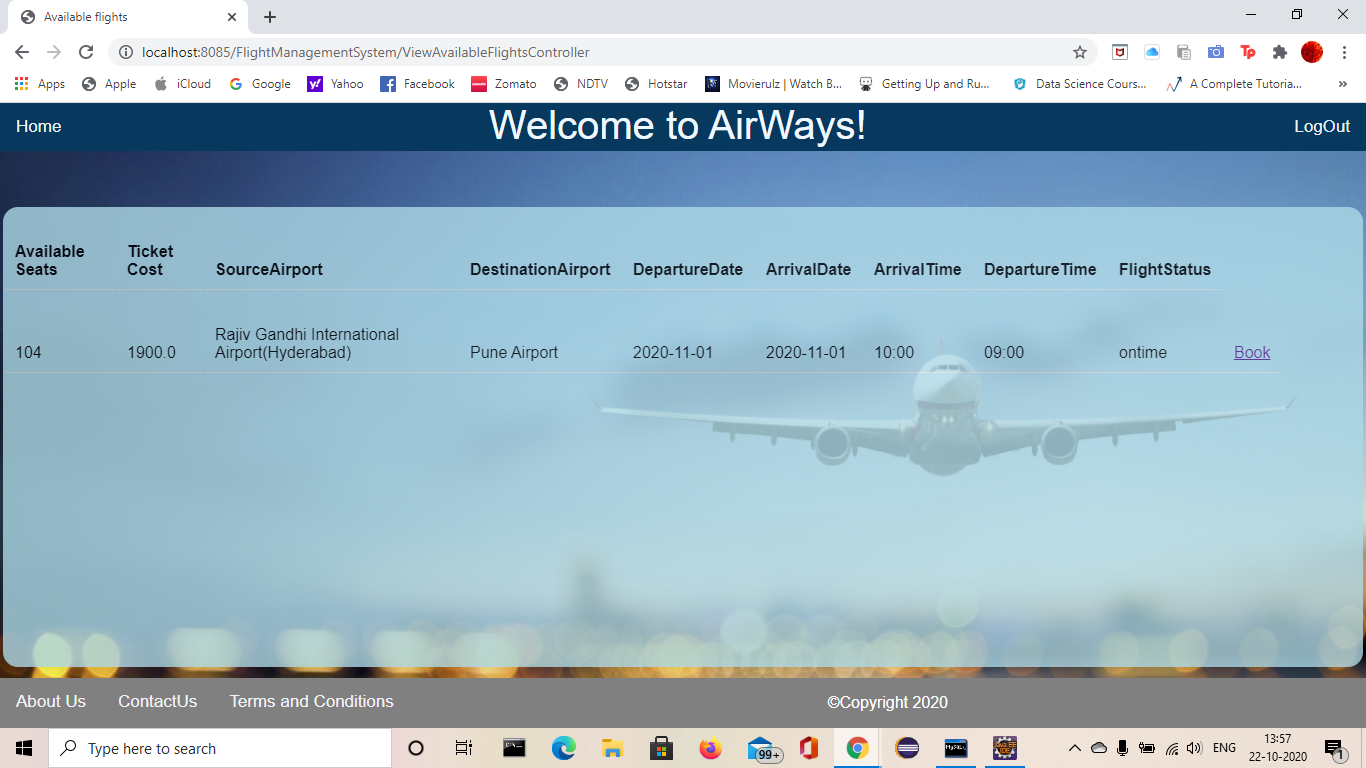 Available flights
localhost:8085/FlightManagementSystem/ViewAvailableFlightsController
Apps Apple iCloud Google Yahoo Facebook Zomato NDTV Hotstar Movierulz | Watch B... Getting Up and Ru... Data Science Cours... A Complete Tutoria... »
Home Welcome to AirWays! LogOut
Available Ticket
Seats Cost SourceAirport DestinationAirport DepartureDate ArrivalDate ArrivalTime DepartureTime FlightStatus
Rajiv Gandhi International
104 1900.0 Airport(Hyderabad) Pune Airport 2020-11-01 2020-11-01 10:00 09:00 ontime Book
About Us ContactUs Terms and Conditions ©Copyright 2020
Type here to search 99+ ENG 13:57
22-10-2020 1